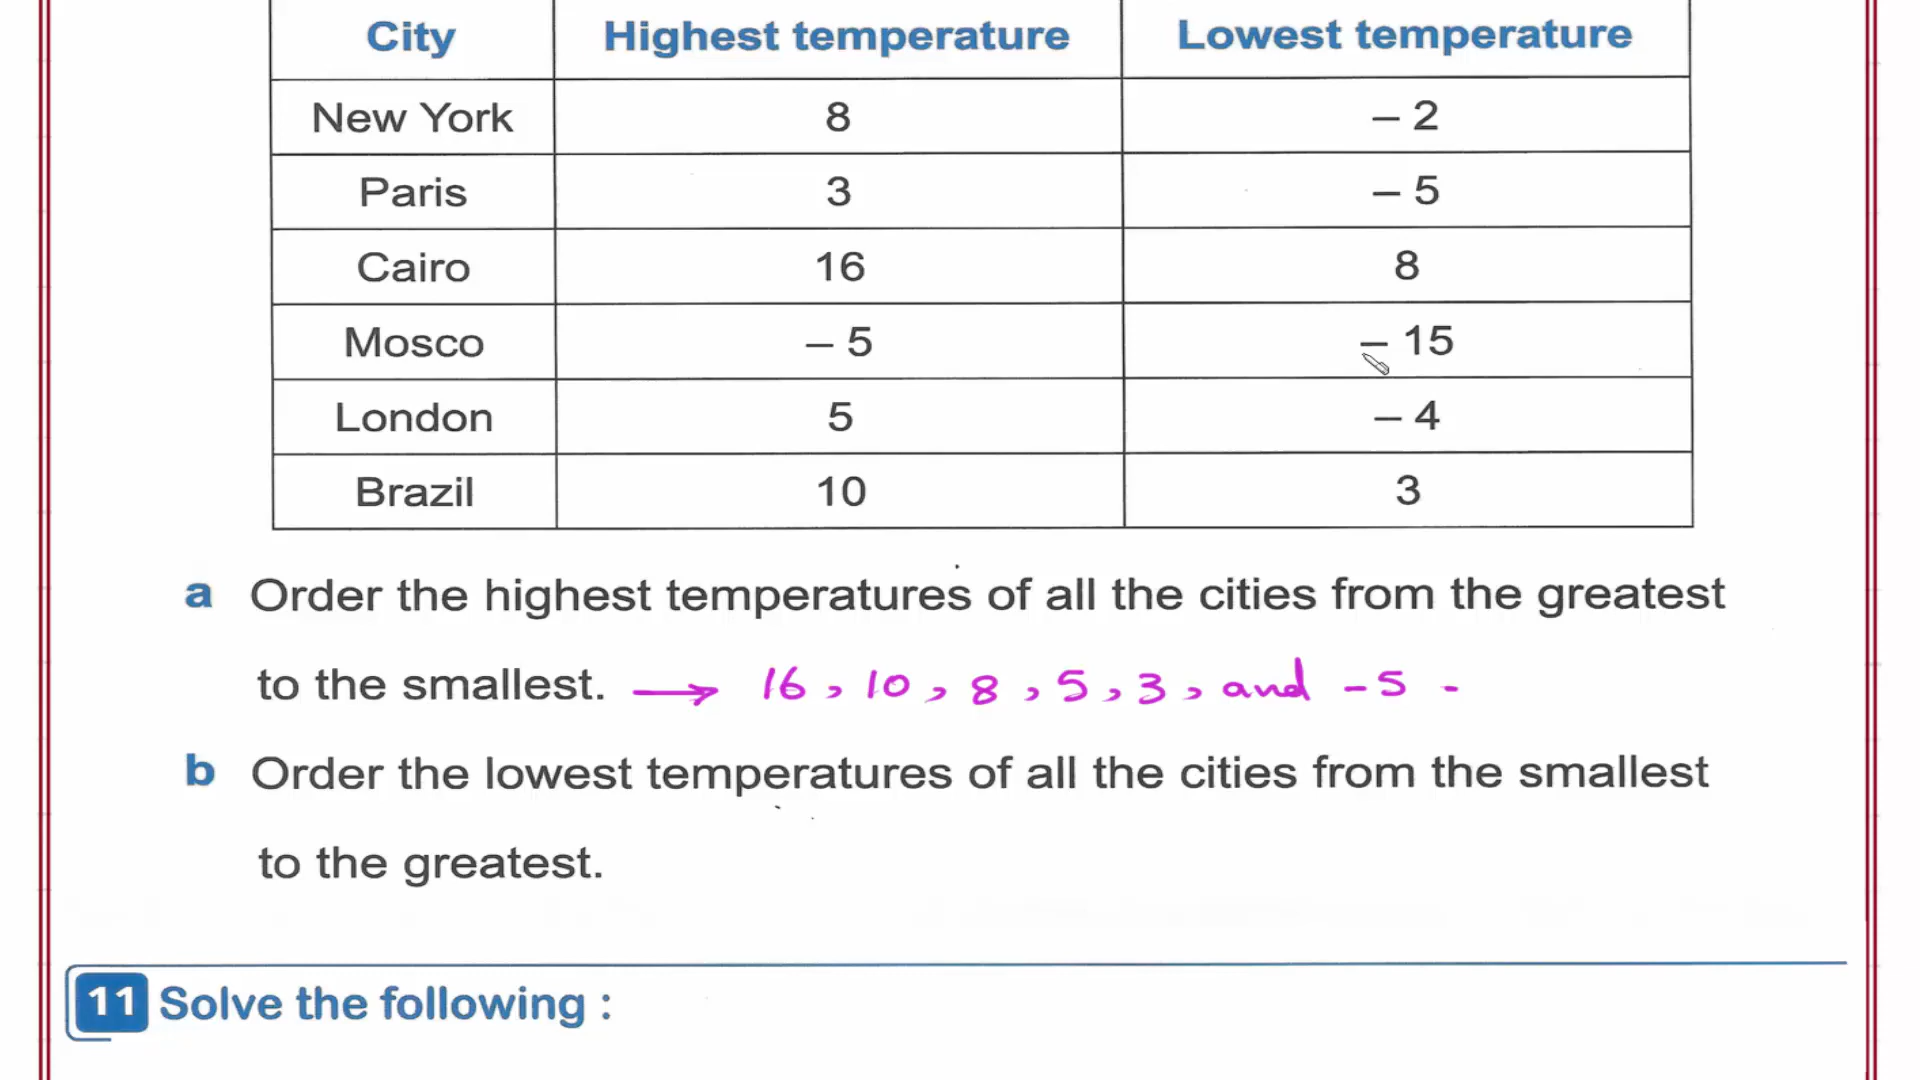 City Highest temperature Lowest temperature
New York 8 – 2
Paris 3 – 5
Cairo 16 8
Mosco – 5 – 15
London 5 – 4
Brazil 10 3
a Order the highest temperatures of all the cities from the greatest
to the smallest. → 16, 10, 8, 5, 3, and -5 -
b Order the lowest temperatures of all the cities from the smallest
to the greatest.
11 Solve the following :